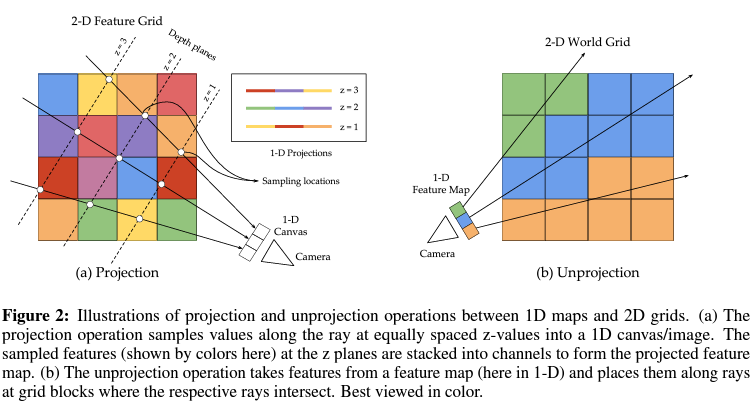 2-D Feature Grid
Depth planes
z = 3
z = 2
z = 1
z = 3
z = 2
z = 1
1-D Projections
Sampling locations
1-D
Canvas
Camera
(a) Projection
2-D World Grid
1-D
Feature Map
Camera
(b) Unprojection
Figure 2: Illustrations of projection and unprojection operations between 1D maps and 2D grids. (a) The
projection operation samples values along the ray at equally spaced z-values into a 1D canvas/image. The
sampled features (shown by colors here) at the z planes are stacked into channels to form the projected feature
map. (b) The unprojection operation takes features from a feature map (here in 1-D) and places them along rays
at grid blocks where the respective rays intersect. Best viewed in color.